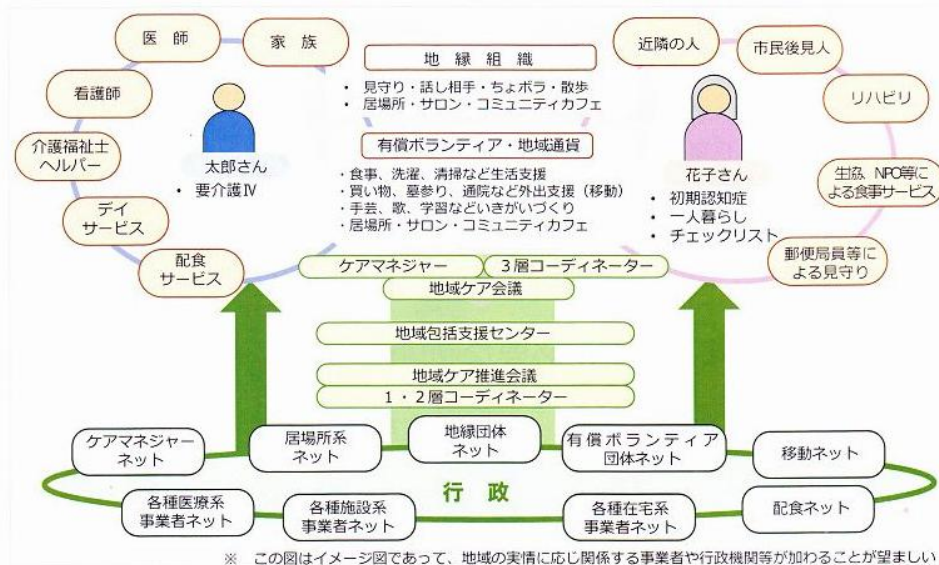 医 師
家 族
看護師
介護福祉士
ヘルパー
デイ
サービス
配食
サービス
太郎さん
• 要介護Ⅳ
地 縁 組 織
• 見守り・話し相手・ちょボラ・散歩
• 居場所・サロン・コミュニティカフェ
有償ボランティア・地域通貨
・食事、洗濯、清掃など生活支援
・買い物、墓参り、通院など外出支援（移動）
・手芸、歌、学習などいきがいづくり
・居場所・サロン・コミュニティカフェ
近隣の人
市民後見人
リハビリ
生協、NPO等に
よる食事サービス
郵便局員等
による見守り
花子さん
• 初期認知症
• 一人暮らし
• チェックリスト
ケアマネジャー
3層コーディネーター
地域ケア会議
地域包括支援センター
地域ケア推進会議
1・2層コーディネーター
ケアマネジャー
ネット
居場所系
ネット
地縁団体
ネット
有償ボランティア
団体ネット
移動ネット
行 政
各種医療系
事業者ネット
各種施設系
事業者ネット
各種在宅系
事業者ネット
配食ネット
※ この図はイメージ図であって、地域の実情に応じ関係する事業者や行政機関等が加わることが望ましい